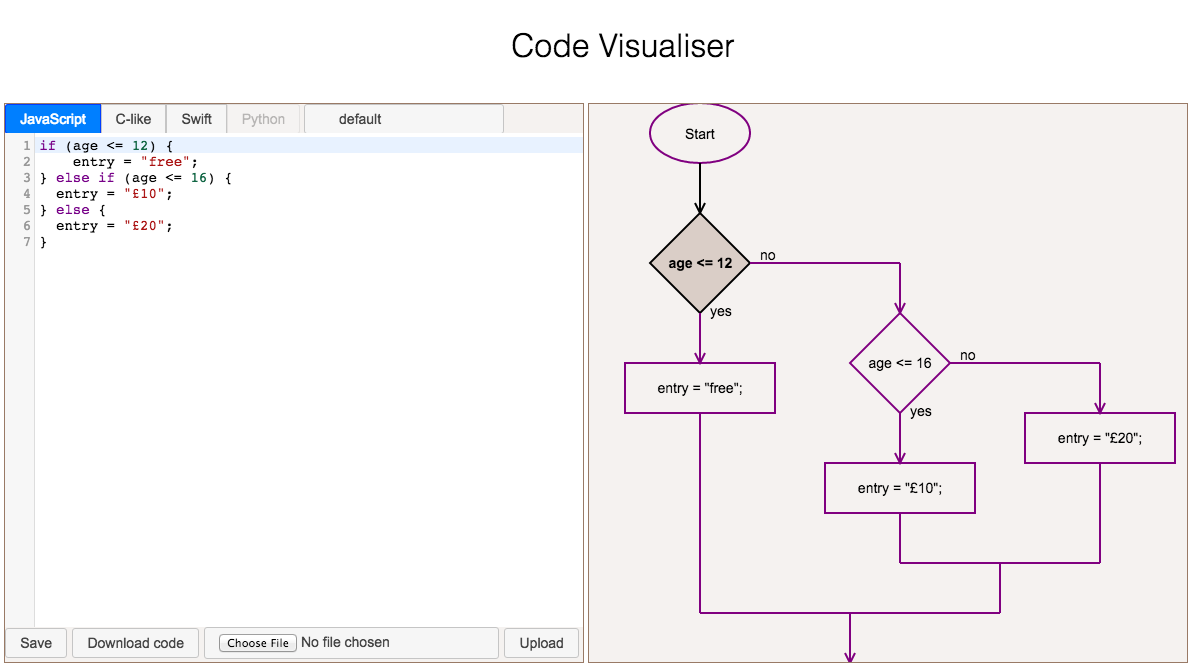 Code Visualiser
JavaScript C-like Swift Python default
1 if (age <= 12) {
2     entry = "free";
3 } else if (age <= 16) {
4   entry = "£10";
5 } else {
6   entry = "£20";
7 }
Save Download code Choose File No file chosen Upload
Start
age <= 12
no
yes
entry = "free";
age <= 16
no
yes
entry = "£20";
entry = "£10";